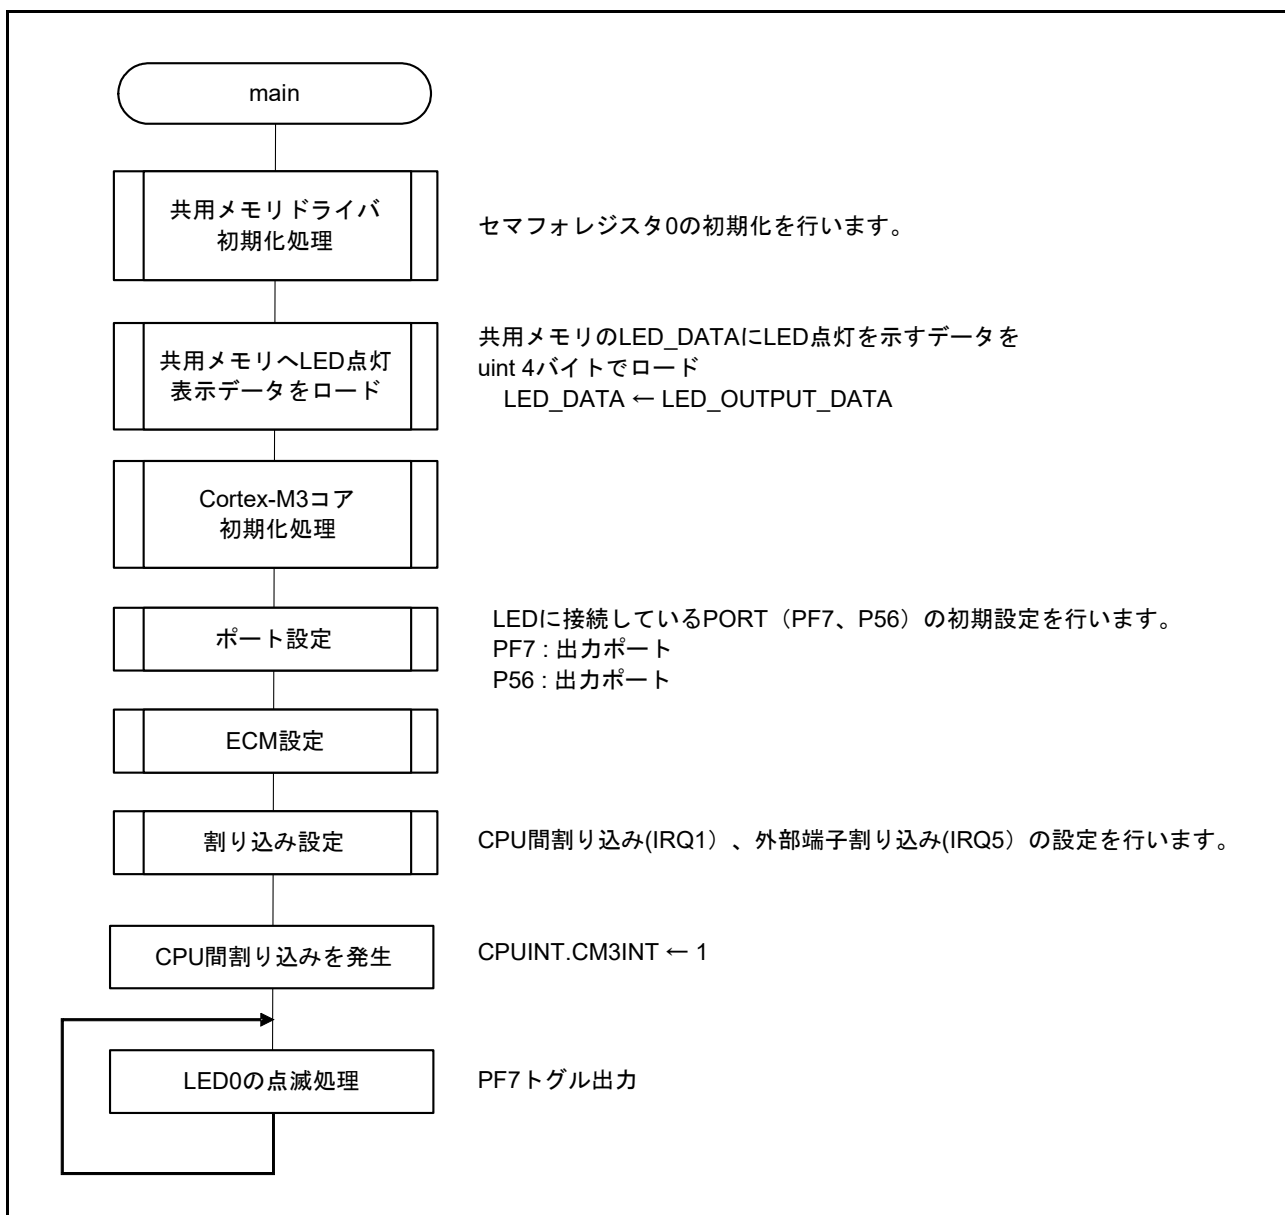 main
共用メモリドライバ
初期化処理
セマフォレジスタ0の初期化を行います。
共用メモリへLED点灯
表示データをロード
共用メモリのLED_DATAにLED点灯を示すデータを
uint 4バイトでロード
LED_DATA ← LED_OUTPUT_DATA
Cortex-M3コア
初期化処理
ポート設定
LEDに接続しているPORT（PF7、P56）の初期設定を行います。
PF7 : 出力ポート
P56 : 出力ポート
ECM設定
割り込み設定
CPU間割り込み(IRQ1）、外部端子割り込み(IRQ5）の設定を行います。
CPU間割り込みを発生
CPUINT.CM3INT ← 1
LED0の点滅処理
PF7トグル出力